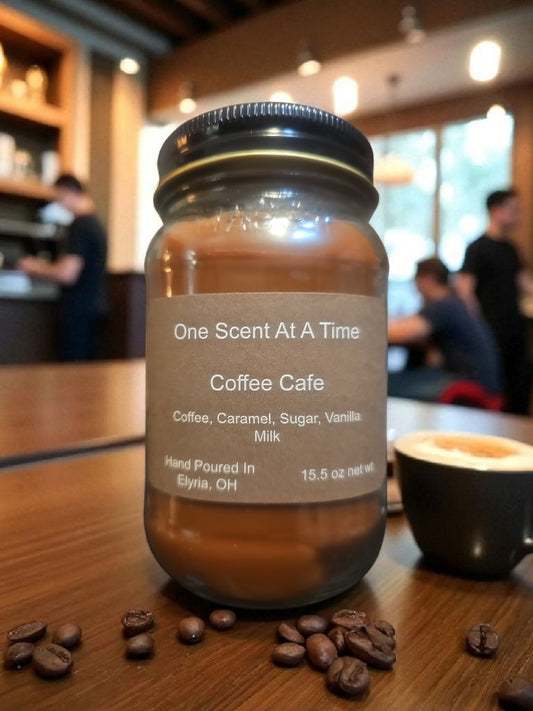 One Scent At A Time
Coffee Cafe
Coffee, Caramel, Sugar, Vanilla
Milk
Hand Poured In
Elyria, OH
15.5 oz net wt